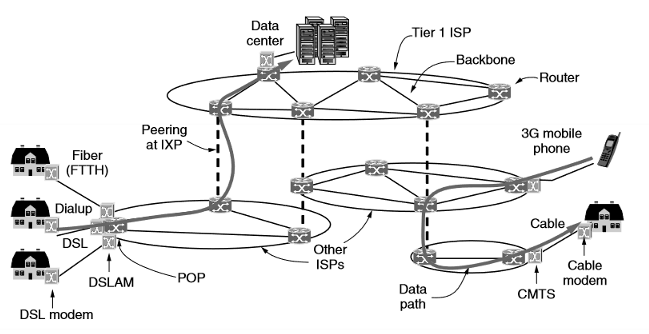 Data
center
Tier 1 ISP
Backbone
Router
Peering
at IXP
3G mobile
phone
Fiber
(FTTH)
Dialup
DSL
POP
DSLAM
DSL modem
Other
ISPs
Data
path
Cable
CMTS
Cable
modem